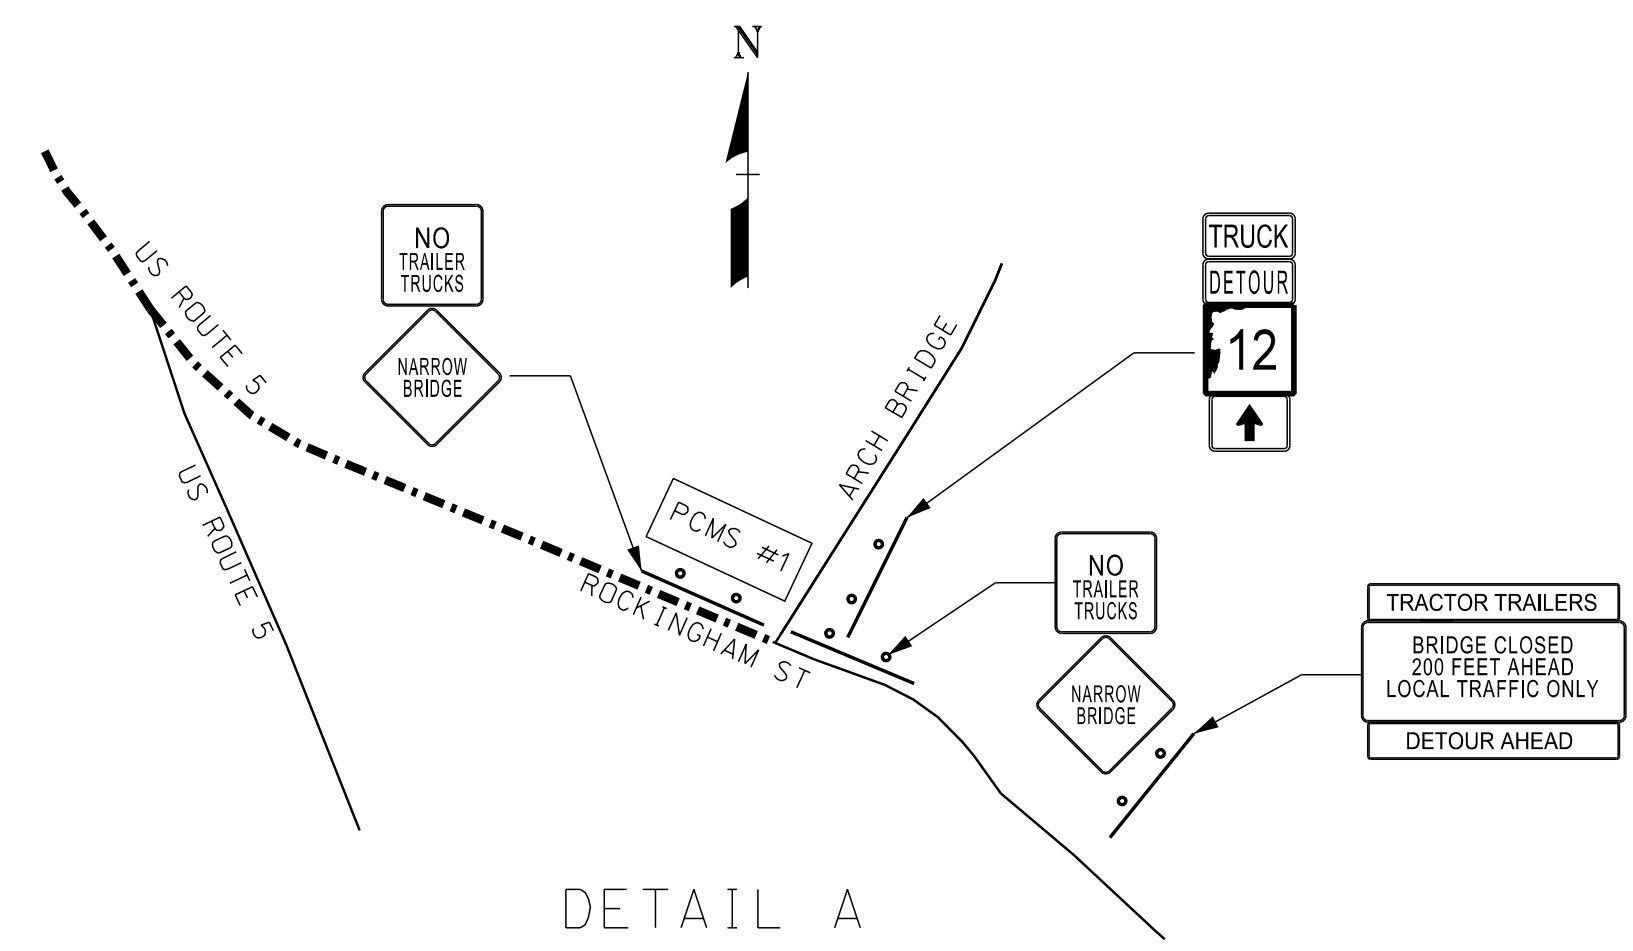 N
US ROUTE 5
NO
TRAILER
TRUCKS
NARROW
BRIDGE
TRUCK
DETOUR
12
ARCH BRIDGE
US ROUTE 5
PCMS #1
ROCKINGHAM ST
NO
TRAILER
TRUCKS
NARROW
BRIDGE
TRACTOR TRAILERS
BRIDGE CLOSED
200 FEET AHEAD
LOCAL TRAFFIC ONLY
DETOUR AHEAD
DETAIL A